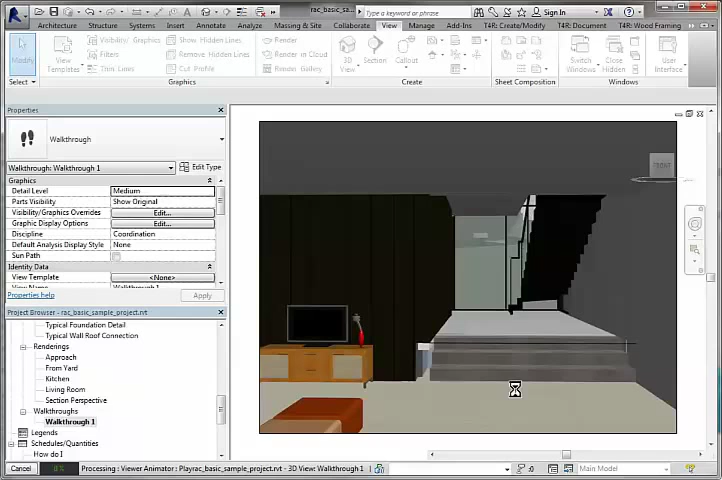 rac_basic_sa...
Type a keyword or phrase
Sign In
Architecture Structure Systems Insert Annotate Analyze Massing & Site Collaborate View Manage Add-Ins T4R: Create/Modify T4R: Document T4R: Wood Framing
Modify
View
Templates
Visibility/ Graphics
Filters
Thin Lines
Show Hidden Lines
Remove Hidden Lines
Cut Profile
Render
Render in Cloud
Render Gallery
3D
View
Section
Callout
Switch
Windows
Close
Hidden
User
Interface
Select
Graphics
Create
Sheet Composition
Windows
Properties
Walkthrough
Walkthrough: Walkthrough 1
Edit Type
Graphics
Detail Level Medium
Parts Visibility Show Original
Visibility/Graphics Overrides Edit...
Graphic Display Options Edit...
Discipline Coordination
Default Analysis Display Style None
Sun Path
Identity Data
View Template <None>
View Name Walkthrough 1
Properties help
Apply
Project Browser - rac_basic_sample_project.rvt
Typical Foundation Detail
Typical Wall Roof Connection
Renderings
Approach
From Yard
Kitchen
Living Room
Section Perspective
Walkthroughs
Walkthrough 1
Legends
Schedules/Quantities
How do I
FRONT
Cancel
0%
Processing : Viewer Animator : Playrac_basic_sample_project.rvt - 3D View: Walkthrough 1
:0
Main Model